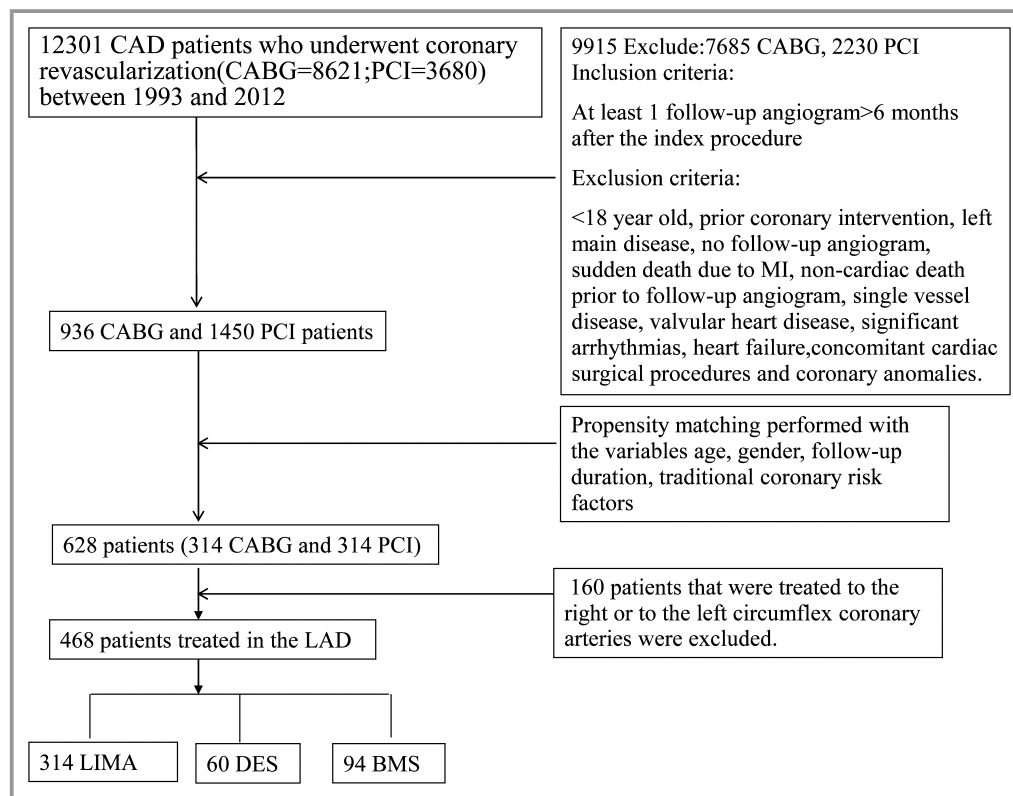 12301 CAD patients who underwent coronary
revascularization(CABG=8621;PCI=3680)
between 1993 and 2012
9915 Exclude:7685 CABG, 2230 PCI
Inclusion criteria:
At least 1 follow-up angiogram>6 months
after the index procedure
Exclusion criteria:
<18 year old, prior coronary intervention, left
main disease, no follow-up angiogram,
sudden death due to MI, non-cardiac death
prior to follow-up angiogram, single vessel
disease, valvular heart disease, significant
arrhythmias, heart failure,concomitant cardiac
surgical procedures and coronary anomalies.
936 CABG and 1450 PCI patients
Propensity matching performed with
the variables age, gender, follow-up
duration, traditional coronary risk
factors
628 patients (314 CABG and 314 PCI)
160 patients that were treated to the
right or to the left circumflex coronary
arteries were excluded.
468 patients treated in the LAD
314 LIMA
60 DES
94 BMS